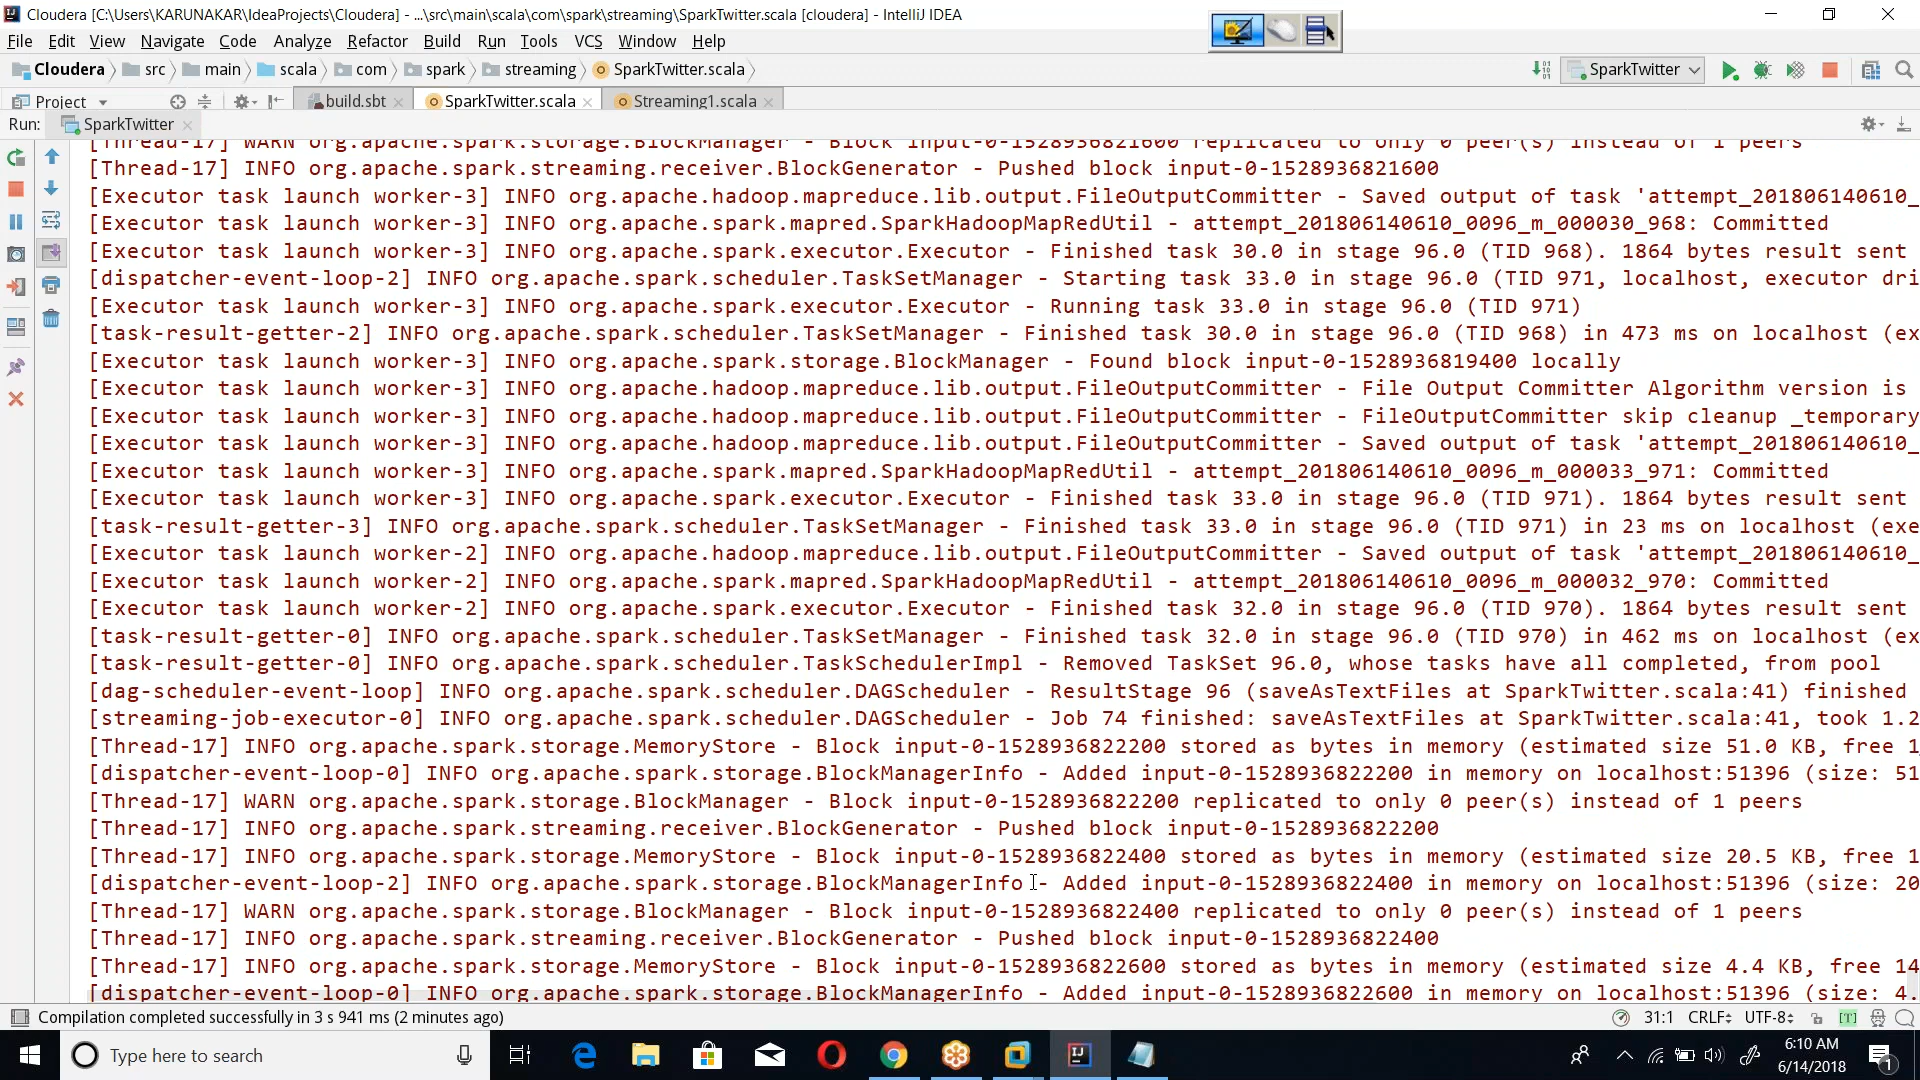 Cloudera [C:\Users\KARUNAKAR\IdeaProjects\Cloudera] - ...\src\main\scala\com\spark\streaming\SparkTwitter.scala [cloudera] - IntelliJ IDEA
File Edit View Navigate Code Analyze Refactor Build Run Tools VCS Window Help
Cloudera src main scala com spark streaming SparkTwitter.scala SparkTwitter
Project build.sbt SparkTwitter.scala Streaming1.scala
Run: SparkTwitter
[Thread-17] WARN org.apache.spark.storage.BlockManager - Block input-0-1528936821600 replicated to only 0 peer(s) instead of 1 peers
[Thread-17] INFO org.apache.spark.streaming.receiver.BlockGenerator - Pushed block input-0-1528936821600
[Executor task launch worker-3] INFO org.apache.hadoop.mapreduce.lib.output.FileOutputCommitter - Saved output of task 'attempt_201806140610_
[Executor task launch worker-3] INFO org.apache.spark.mapred.SparkHadoopMapRedUtil - attempt_201806140610_0096_m_000030_968: Committed
[Executor task launch worker-3] INFO org.apache.spark.executor.Executor - Finished task 30.0 in stage 96.0 (TID 968). 1864 bytes result sent
[dispatcher-event-loop-2] INFO org.apache.spark.scheduler.TaskSetManager - Starting task 33.0 in stage 96.0 (TID 971, localhost, executor dri
[Executor task launch worker-3] INFO org.apache.spark.executor.Executor - Running task 33.0 in stage 96.0 (TID 971)
[task-result-getter-2] INFO org.apache.spark.scheduler.TaskSetManager - Finished task 30.0 in stage 96.0 (TID 968) in 473 ms on localhost (ex
[Executor task launch worker-3] INFO org.apache.spark.storage.BlockManager - Found block input-0-1528936819400 locally
[Executor task launch worker-3] INFO org.apache.hadoop.mapreduce.lib.output.FileOutputCommitter - File Output Committer Algorithm version is
[Executor task launch worker-3] INFO org.apache.hadoop.mapreduce.lib.output.FileOutputCommitter - FileOutputCommitter skip cleanup _temporary
[Executor task launch worker-3] INFO org.apache.hadoop.mapreduce.lib.output.FileOutputCommitter - Saved output of task 'attempt_201806140610_
[Executor task launch worker-3] INFO org.apache.spark.mapred.SparkHadoopMapRedUtil - attempt_201806140610_0096_m_000033_971: Committed
[Executor task launch worker-3] INFO org.apache.spark.executor.Executor - Finished task 33.0 in stage 96.0 (TID 971). 1864 bytes result sent
[task-result-getter-3] INFO org.apache.spark.scheduler.TaskSetManager - Finished task 33.0 in stage 96.0 (TID 971) in 23 ms on localhost (exe
[Executor task launch worker-2] INFO org.apache.hadoop.mapreduce.lib.output.FileOutputCommitter - Saved output of task 'attempt_201806140610_
[Executor task launch worker-2] INFO org.apache.spark.mapred.SparkHadoopMapRedUtil - attempt_201806140610_0096_m_000032_970: Committed
[Executor task launch worker-2] INFO org.apache.spark.executor.Executor - Finished task 32.0 in stage 96.0 (TID 970). 1864 bytes result sent
[task-result-getter-0] INFO org.apache.spark.scheduler.TaskSetManager - Finished task 32.0 in stage 96.0 (TID 970) in 462 ms on localhost (ex
[task-result-getter-0] INFO org.apache.spark.scheduler.TaskSchedulerImpl - Removed TaskSet 96.0, whose tasks have all completed, from pool
[dag-scheduler-event-loop] INFO org.apache.spark.scheduler.DAGScheduler - ResultStage 96 (saveAsTextFiles at SparkTwitter.scala:41) finished
[streaming-job-executor-0] INFO org.apache.spark.scheduler.DAGScheduler - Job 74 finished: saveAsTextFiles at SparkTwitter.scala:41, took 1.2
[Thread-17] INFO org.apache.spark.storage.MemoryStore - Block input-0-1528936822200 stored as bytes in memory (estimated size 51.0 KB, free 1
[dispatcher-event-loop-0] INFO org.apache.spark.storage.BlockManagerInfo - Added input-0-1528936822200 in memory on localhost:51396 (size: 51
[Thread-17] WARN org.apache.spark.storage.BlockManager - Block input-0-1528936822200 replicated to only 0 peer(s) instead of 1 peers
[Thread-17] INFO org.apache.spark.streaming.receiver.BlockGenerator - Pushed block input-0-1528936822200
[Thread-17] INFO org.apache.spark.storage.MemoryStore - Block input-0-1528936822400 stored as bytes in memory (estimated size 20.5 KB, free 1
[dispatcher-event-loop-2] INFO org.apache.spark.storage.BlockManagerInfo - Added input-0-1528936822400 in memory on localhost:51396 (size: 20
[Thread-17] WARN org.apache.spark.storage.BlockManager - Block input-0-1528936822400 replicated to only 0 peer(s) instead of 1 peers
[Thread-17] INFO org.apache.spark.streaming.receiver.BlockGenerator - Pushed block input-0-1528936822400
[Thread-17] INFO org.apache.spark.storage.MemoryStore - Block input-0-1528936822600 stored as bytes in memory (estimated size 4.4 KB, free 14
[dispatcher-event-loop-0] INFO org.apache.spark.storage.BlockManagerInfo - Added input-0-1528936822600 in memory on localhost:51396 (size: 4.
Compilation completed successfully in 3 s 941 ms (2 minutes ago) 31:1 CRLF UTF-8 [T]
Type here to search
6:10 AM
6/14/2018
1